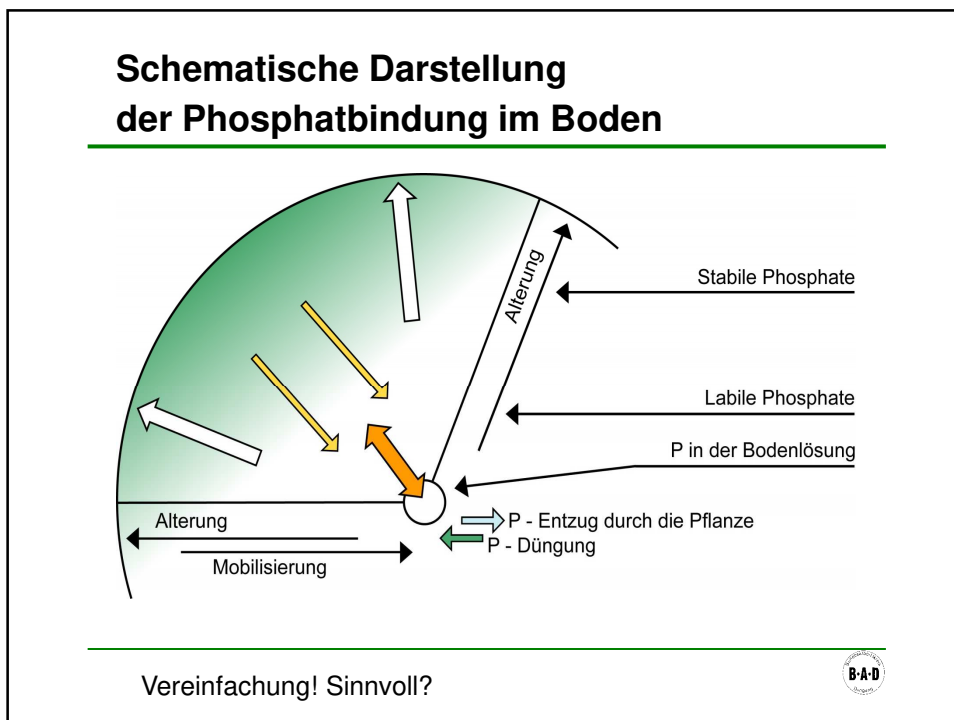 Schematische Darstellung
der Phosphatbindung im Boden
Alterung
Stabile Phosphate
Labile Phosphate
P in der Bodenlösung
P - Entzug durch die Pflanze
P - Düngung
Alterung
Mobilisierung
Vereinfachung! Sinnvoll?
B·A·D